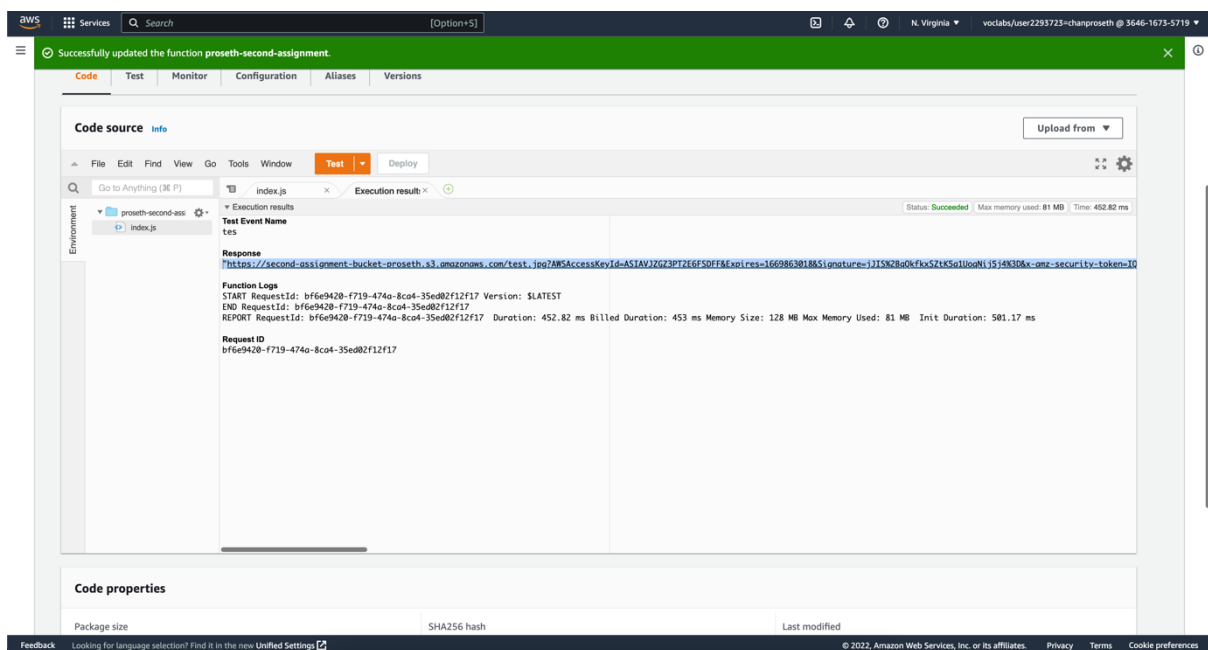 aws Services Search [Option+S] N. Virginia ▼ voclabs/user2293723=chanproseth @ 3646-1673-5719 ▼
Successfully updated the function proseth-second-assignment.
Code Test Monitor Configuration Aliases Versions
Code source Info Upload from ▼
File Edit Find View Go Tools Window Test Deploy
Go to Anything (⌘ P) index.js × Execution result: ×
Environment
proseth-second-assi
index.js
▼ Execution results Status: Succeeded Max memory used: 81 MB Time: 452.82 ms
Test Event Name
tes
Response
"https://second-assignment-bucket-proseth.s3.amazonaws.com/test.jpg?AWSAccessKeyId=ASIAVJZGZ3PTZE6FSDFF&Expires=1669863018&Signature=jJIS%2BaOkfkx5ZtK5a1UoqNij5j4%3D&x-amz-security-token=IQ
Function Logs
START RequestId: bf6e9420-f719-474a-8ca4-35ed02f12f17 Version: $LATEST
END RequestId: bf6e9420-f719-474a-8ca4-35ed02f12f17
REPORT RequestId: bf6e9420-f719-474a-8ca4-35ed02f12f17 Duration: 452.82 ms Billed Duration: 453 ms Memory Size: 128 MB Max Memory Used: 81 MB Init Duration: 501.17 ms
Request ID
bf6e9420-f719-474a-8ca4-35ed02f12f17
Code properties
Package size SHA256 hash Last modified
Feedback Looking for language selection? Find it in the new Unified Settings © 2022, Amazon Web Services, Inc. or its affiliates. Privacy Terms Cookie preferences